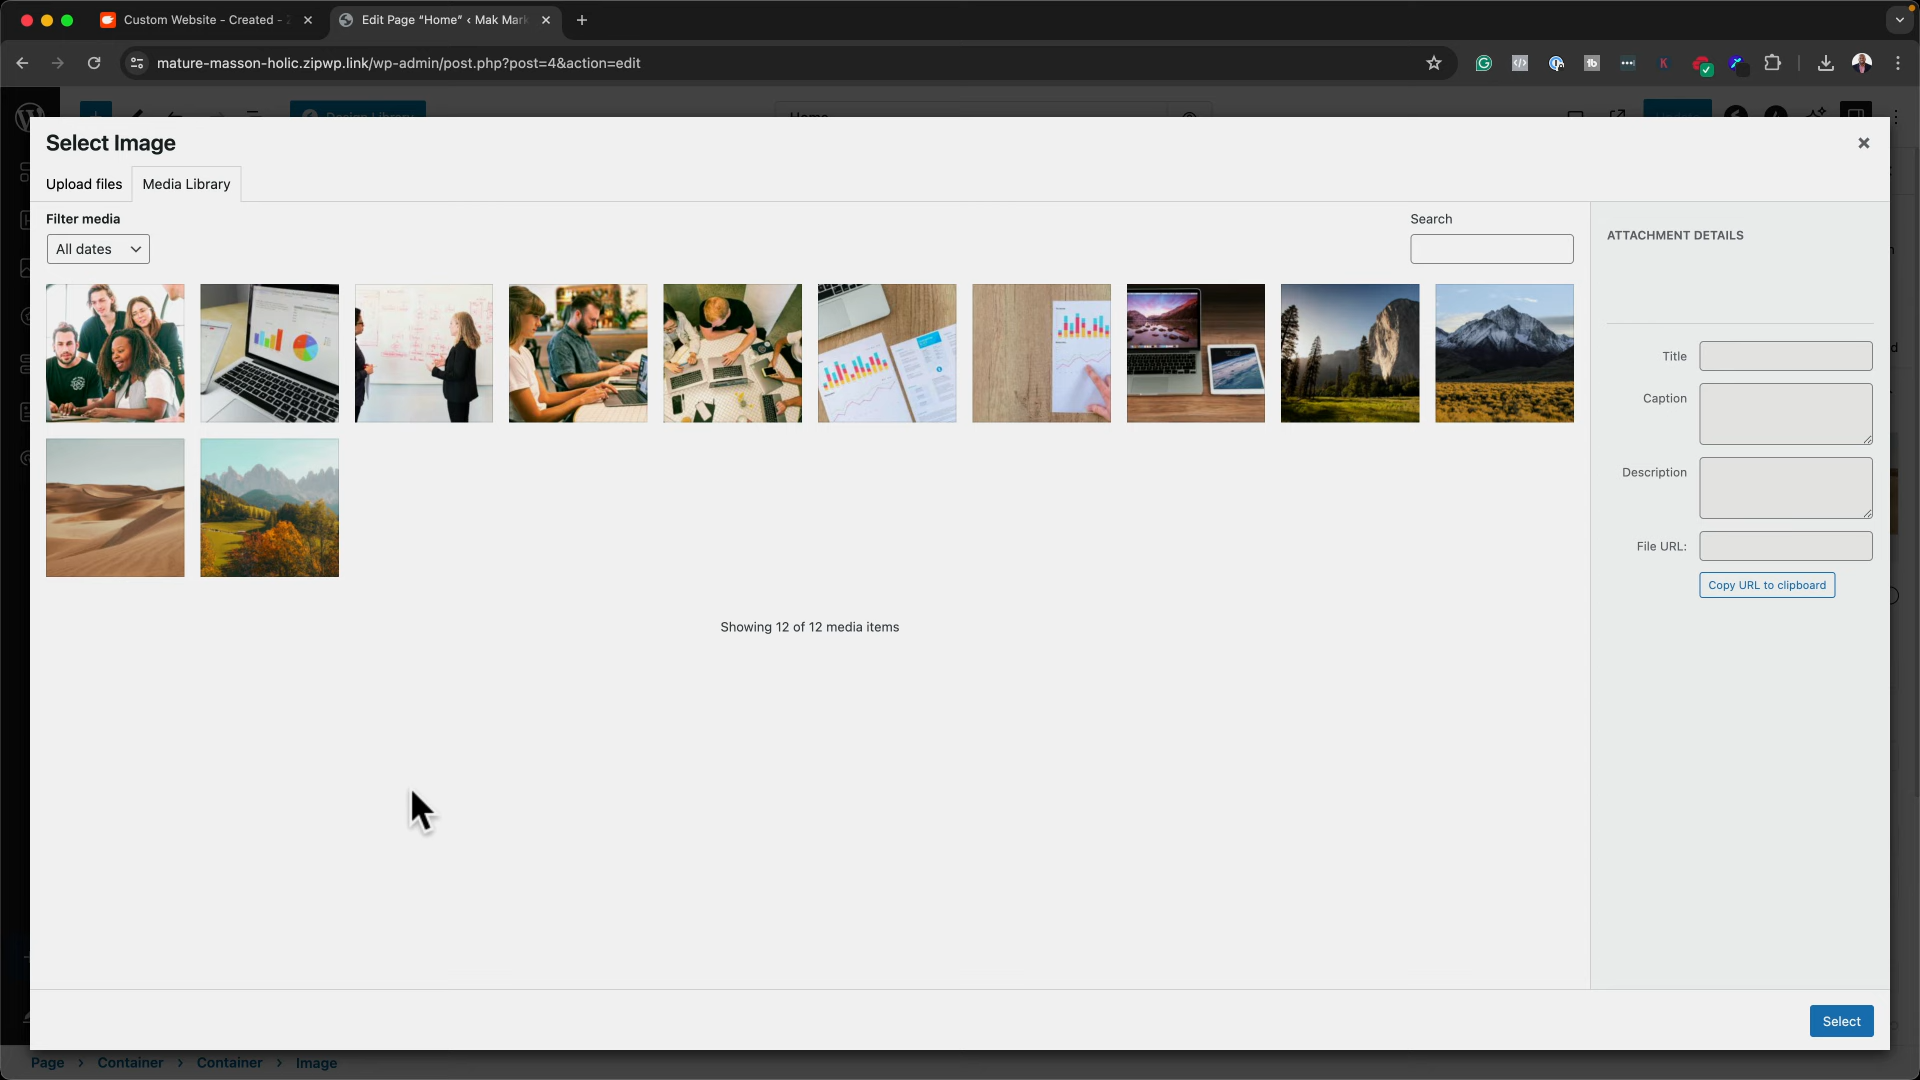 Custom Website - Created -
Edit Page "Home" ‹ Mak Mark
mature-masson-holic.zipwp.link/wp-admin/post.php?post=4&action=edit
Select Image
Upload files
Media Library
Filter media
All dates
Search
ATTACHMENT DETAILS
Title
Caption
Description
File URL:
Copy URL to clipboard
Showing 12 of 12 media items
Select
Page > Container > Container > Image